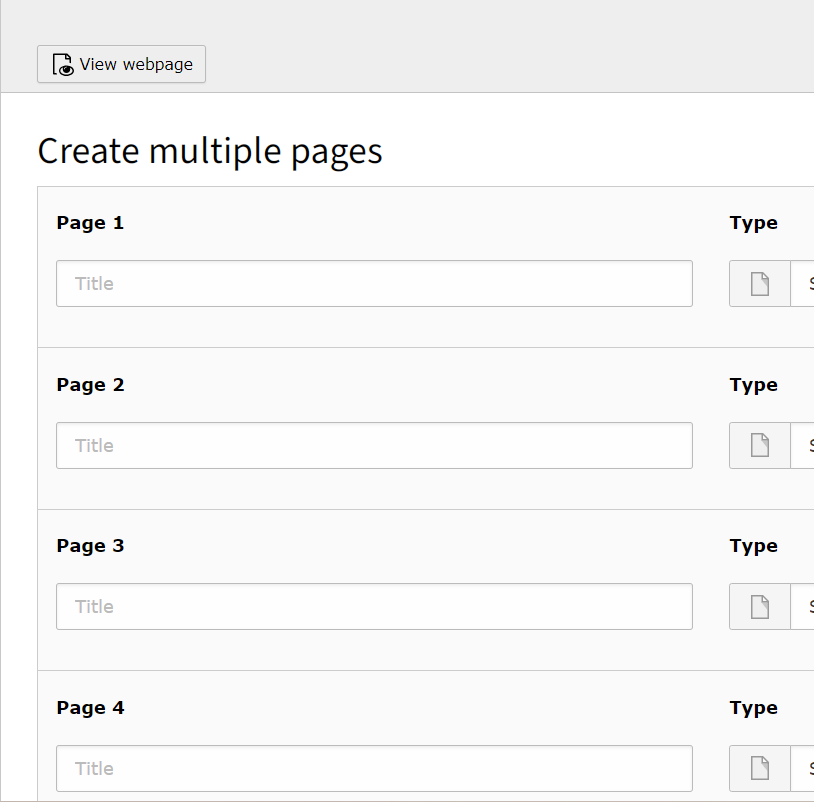 View webpage
Create multiple pages
Page 1 Type
Title
Page 2 Type
Title
Page 3 Type
Title
Page 4 Type
Title